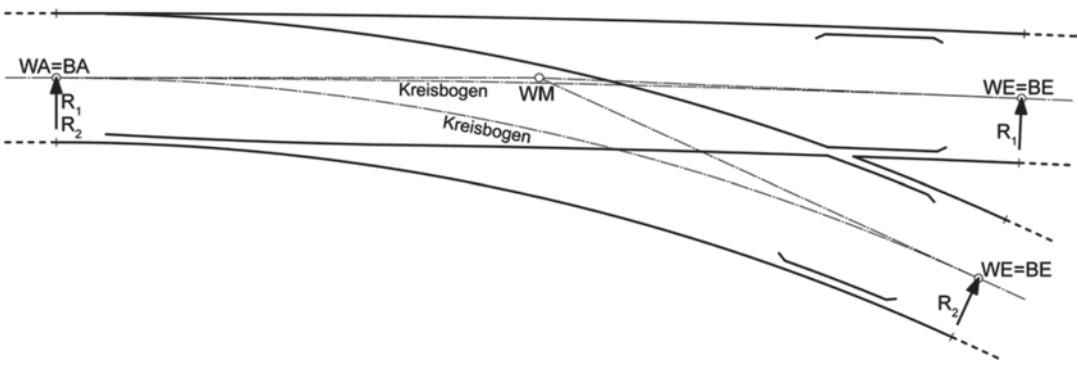 WA=BA
R₁
R₂
Kreisbogen
WM
Kreisbogen
WE=BE
R₁
WE=BE
R₂